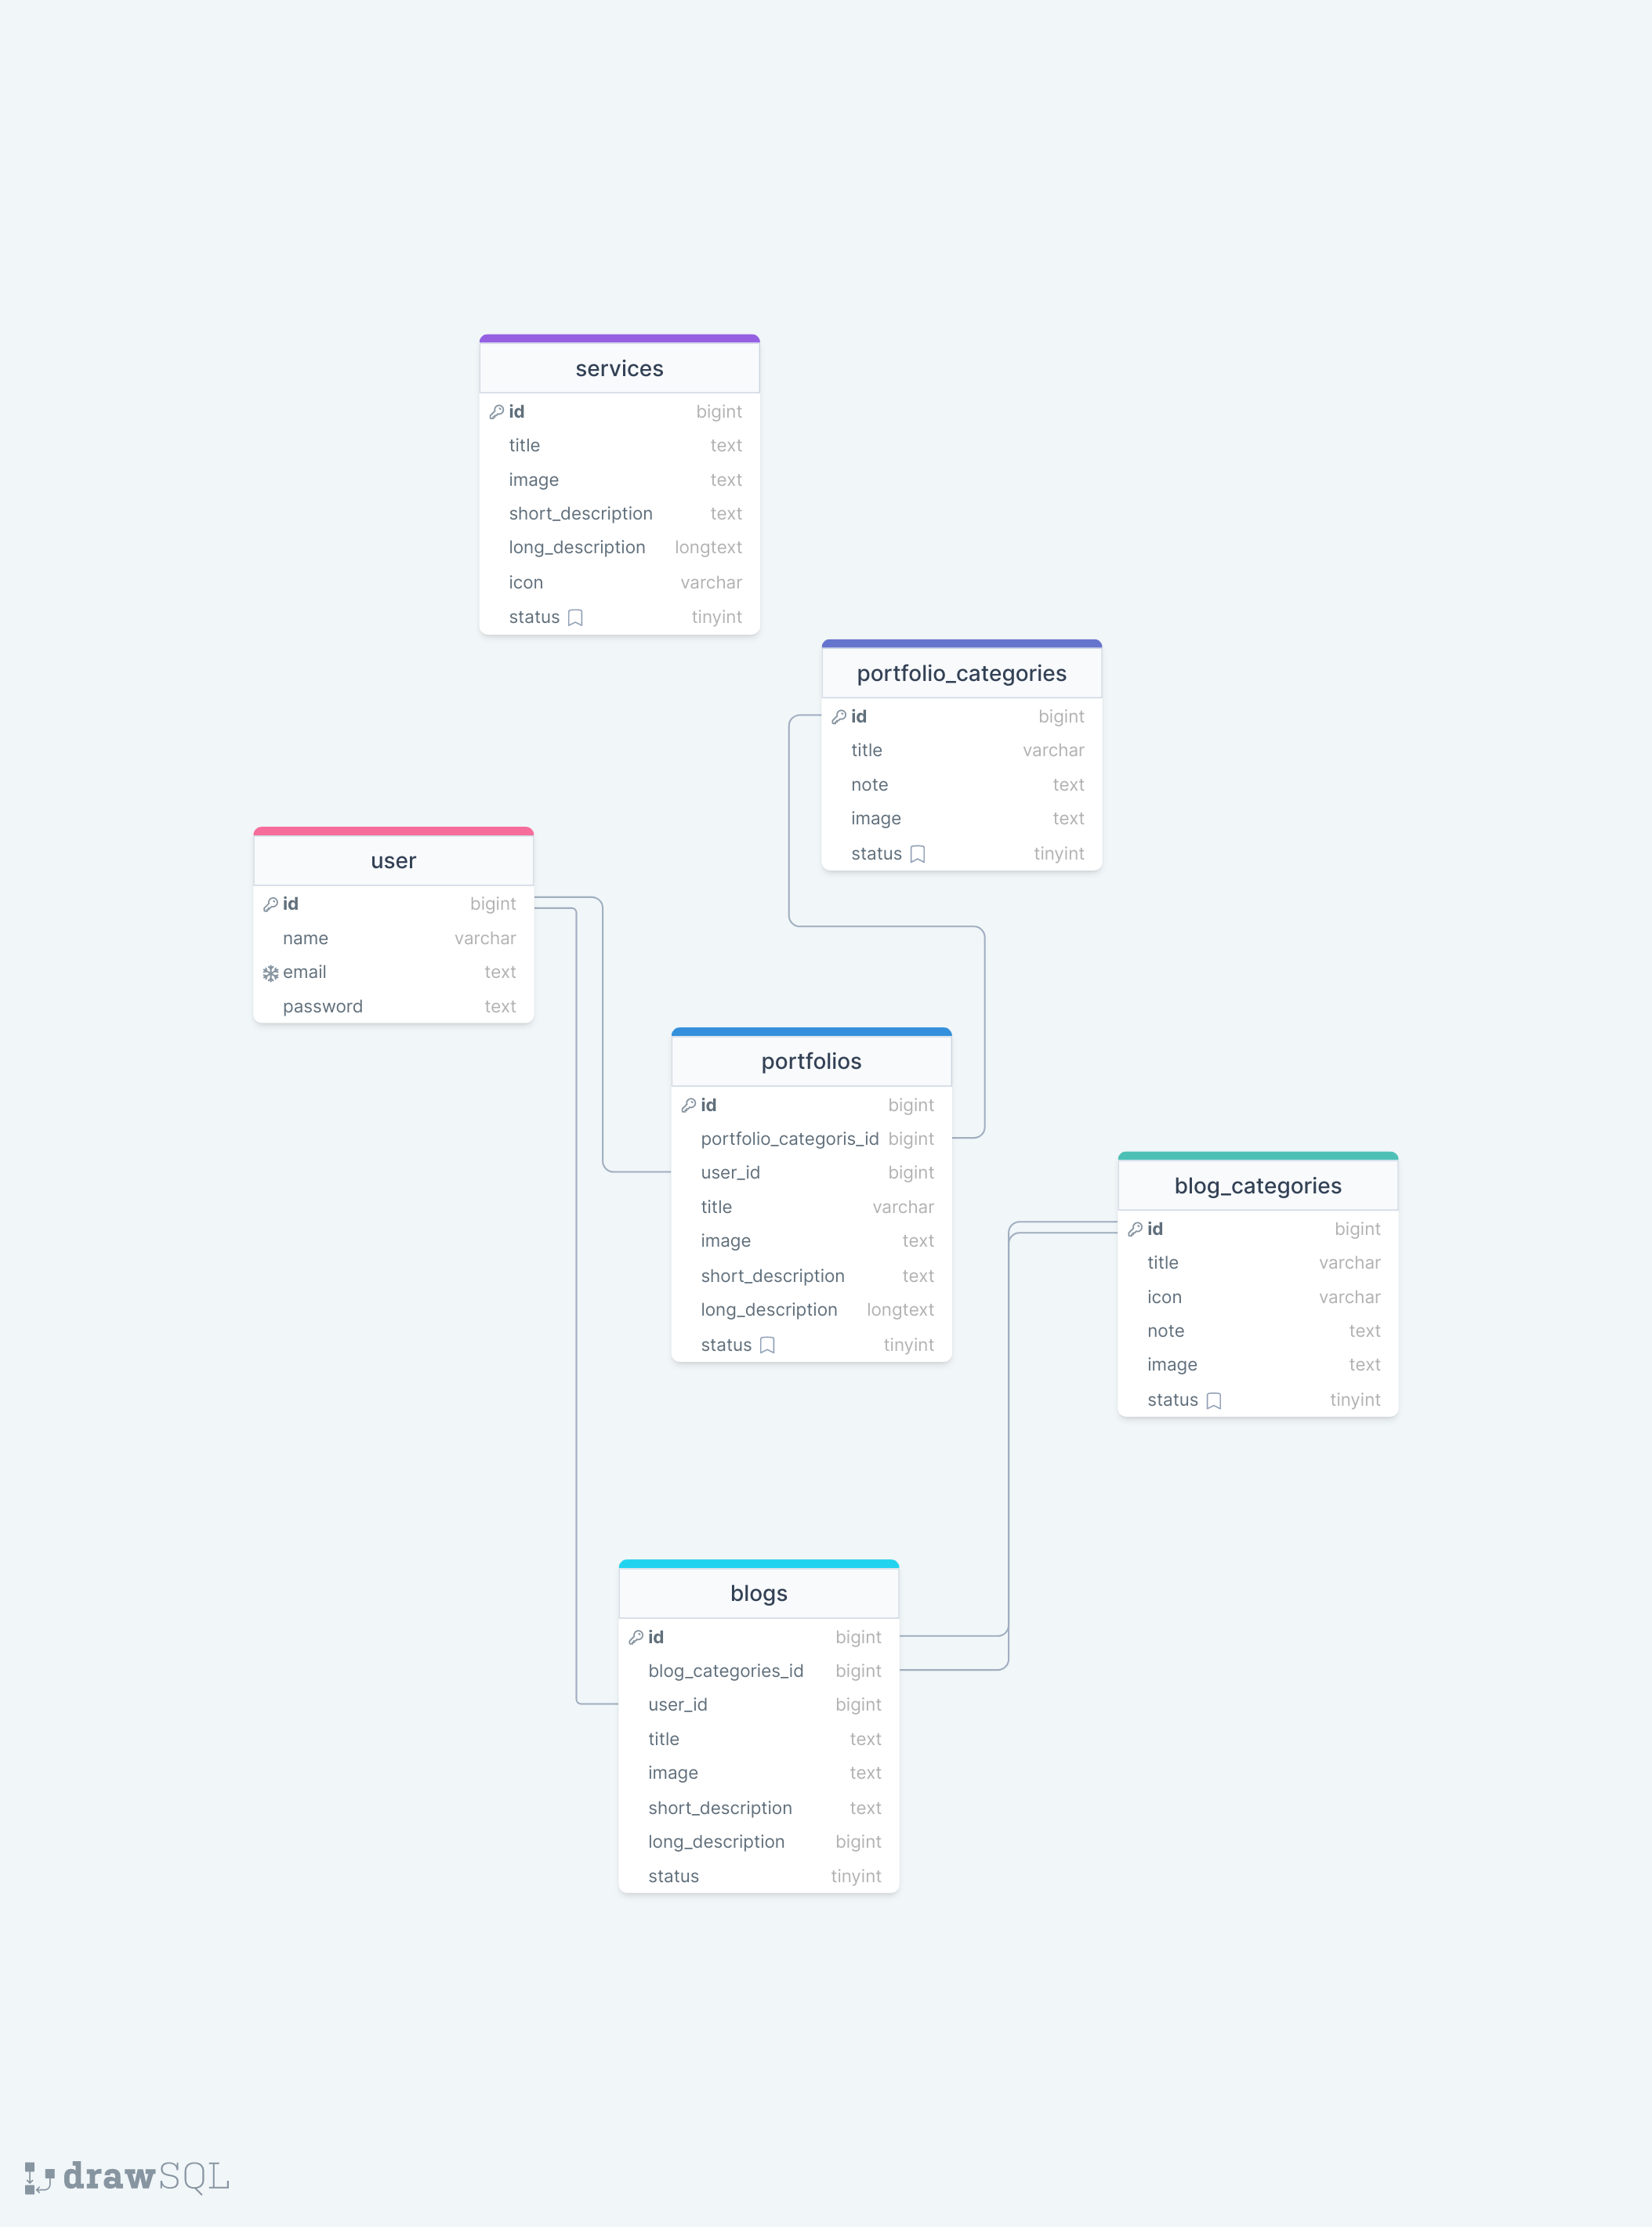 services
id bigint
title text
image text
short_description text
long_description longtext
icon varchar
status tinyint
portfolio_categories
id bigint
title varchar
note text
image text
status tinyint
user
id bigint
name varchar
email text
password text
portfolios
id bigint
portfolio_categoris_id bigint
user_id bigint
title varchar
image text
short_description text
long_description longtext
status tinyint
blog_categories
id bigint
title varchar
icon varchar
note text
image text
status tinyint
blogs
id bigint
blog_categories_id bigint
user_id bigint
title text
image text
short_description text
long_description bigint
status tinyint
drawSQL